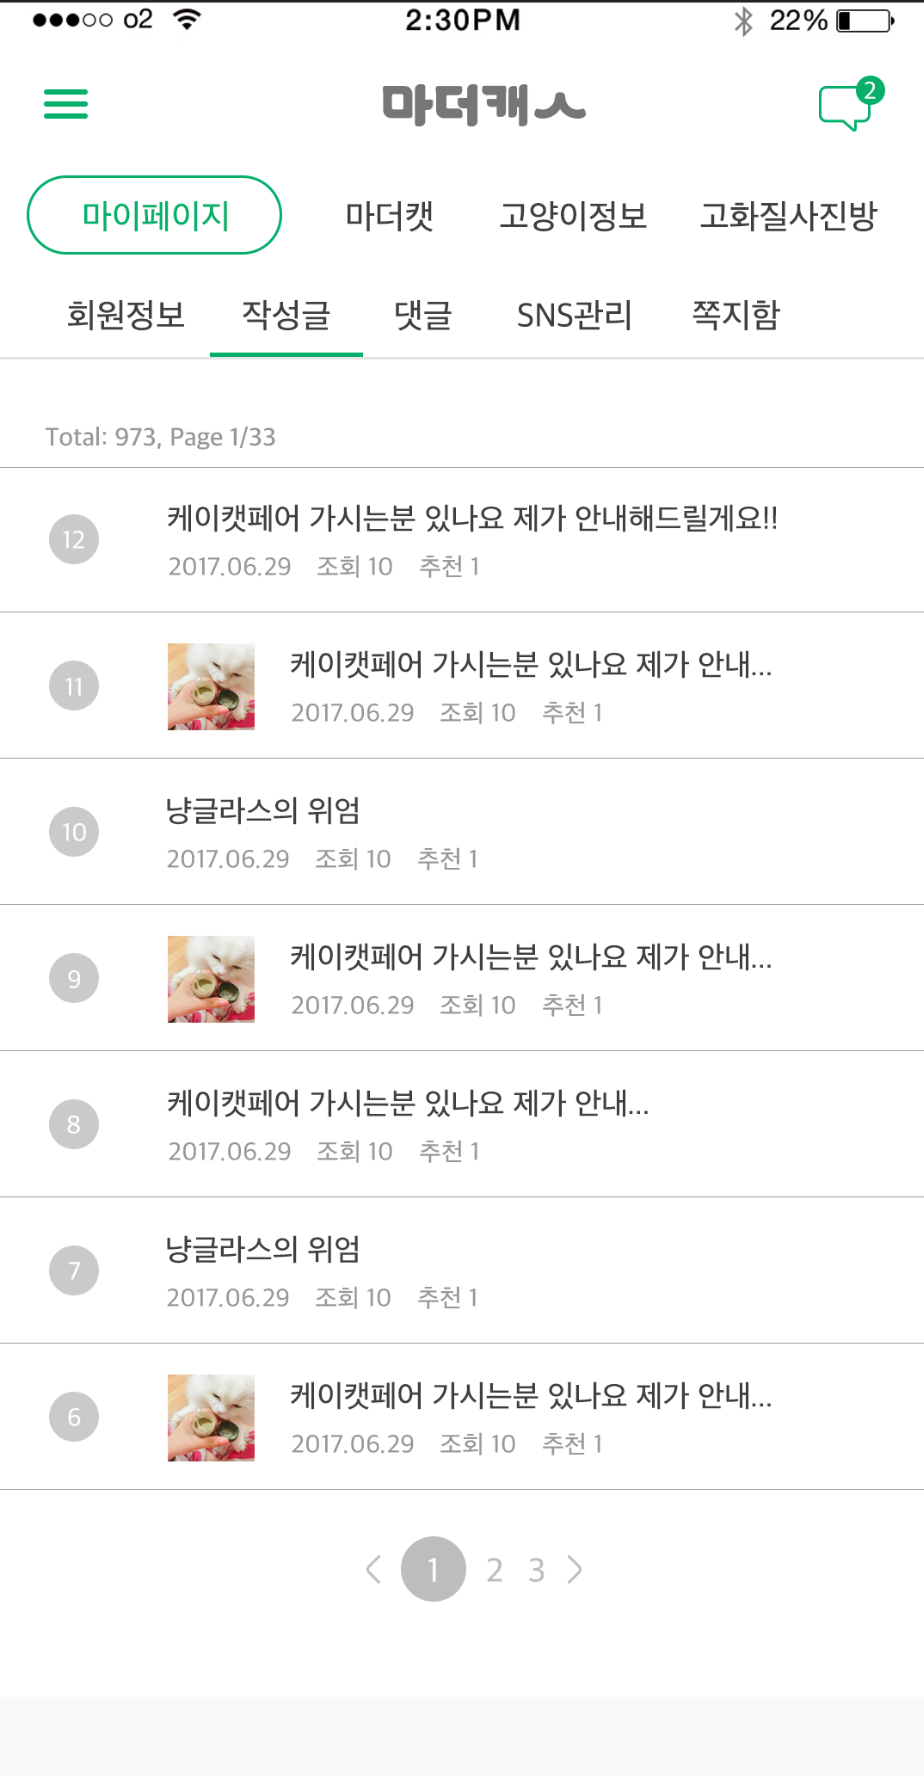 o2 2:30PM 22%
마더캣ㅅ 2
마이페이지 마더캣 고양이정보 고화질사진방
회원정보 작성글 댓글 SNS관리 쪽지함
Total: 973, Page 1/33
12 케이캣페어 가시는분 있나요 제가 안내해드릴게요!!
2017.06.29 조회 10 추천 1
11 케이캣페어 가시는분 있나요 제가 안내...
2017.06.29 조회 10 추천 1
10 냥글라스의 위엄
2017.06.29 조회 10 추천 1
9 케이캣페어 가시는분 있나요 제가 안내...
2017.06.29 조회 10 추천 1
8 케이캣페어 가시는분 있나요 제가 안내...
2017.06.29 조회 10 추천 1
7 냥글라스의 위엄
2017.06.29 조회 10 추천 1
6 케이캣페어 가시는분 있나요 제가 안내...
2017.06.29 조회 10 추천 1
< 1 2 3 >